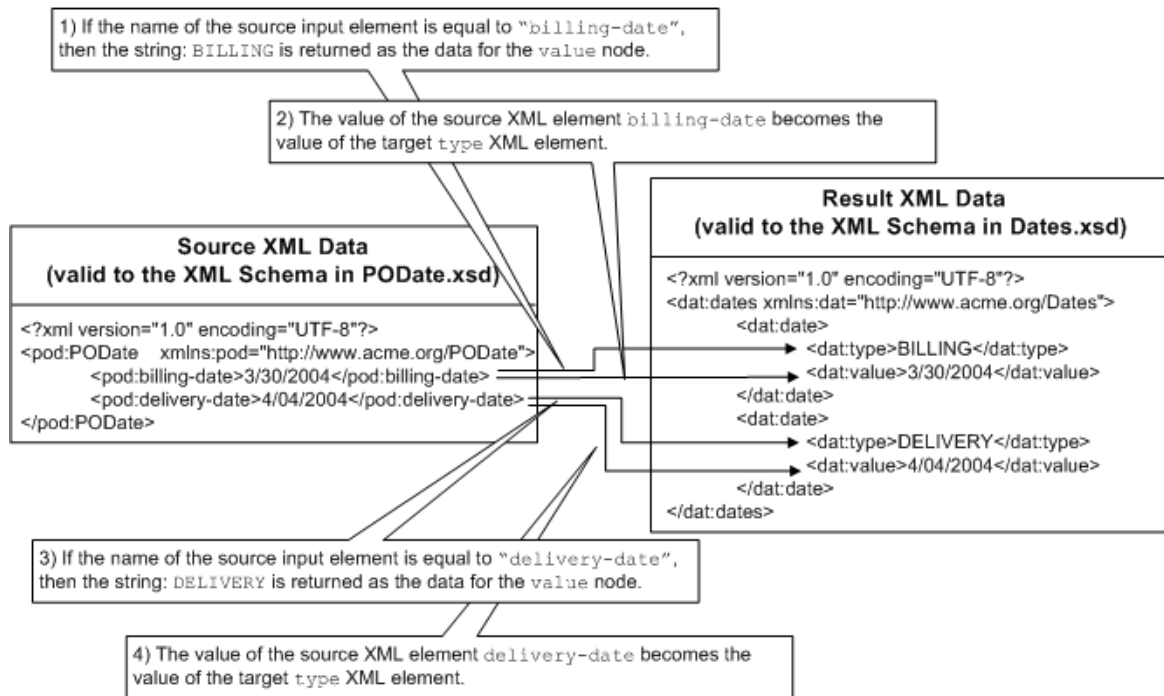 1) If the name of the source input element is equal to "billing-date",
then the string: BILLING is returned as the data for the value node.
2) The value of the source XML element billing-date becomes the
value of the target type XML element.
Source XML Data
(valid to the XML Schema in PODate.xsd)
<?xml version="1.0" encoding="UTF-8"?>
<pod:PODate xmlns:pod="http://www.acme.org/PODate">
<pod:billing-date>3/30/2004</pod:billing-date>
<pod:delivery-date>4/04/2004</pod:delivery-date>
</pod:PODate>
Result XML Data
(valid to the XML Schema in Dates.xsd)
<?xml version="1.0" encoding="UTF-8"?>
<dat:dates xmlns:dat="http://www.acme.org/Dates">
<dat:date>
<dat:type>BILLING</dat:type>
<dat:value>3/30/2004</dat:value>
</dat:date>
<dat:date>
<dat:type>DELIVERY</dat:type>
<dat:value>4/04/2004</dat:value>
</dat:date>
</dat:dates>
3) If the name of the source input element is equal to "delivery-date",
then the string: DELIVERY is returned as the data for the value node.
4) The value of the source XML element delivery-date becomes the
value of the target type XML element.